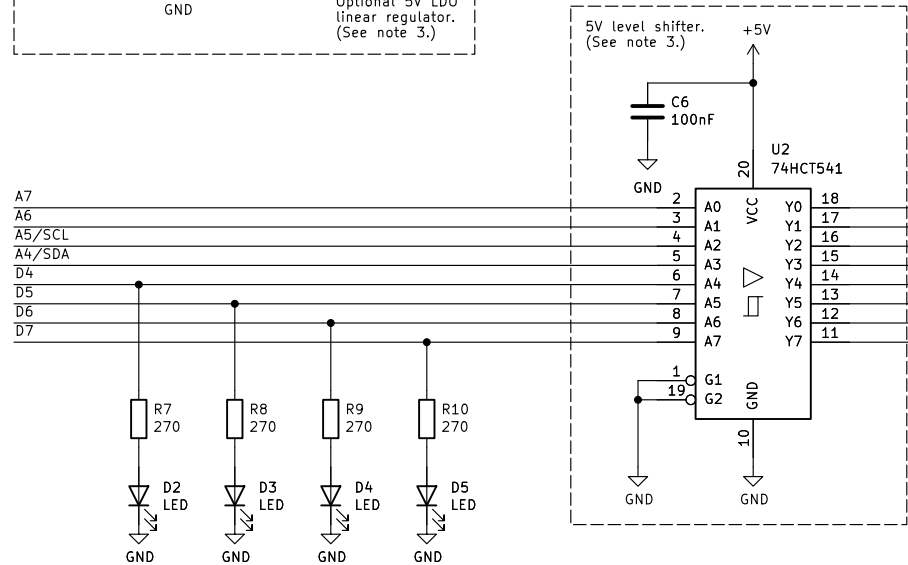 GND
Optional 5V LDO
linear regulator.
(See note 3.)
5V level shifter.
(See note 3.)
+5V
C6
100nF
GND
U2
74HCT541
20
VCC
A7
A6
A5/SCL
A4/SDA
D4
D5
D6
D7
2 A0 Y0 18
3 A1 Y1 17
4 A2 Y2 16
5 A3 Y3 15
6 A4 Y4 14
7 A5 Y5 13
8 A6 Y6 12
9 A7 Y7 11
1 G1
19 G2
GND
10
GND
GND
R7
270
R8
270
R9
270
R10
270
D2
LED
D3
LED
D4
LED
D5
LED
GND
GND
GND
GND